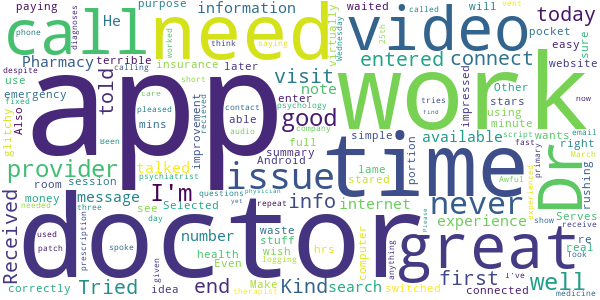 paying
phone
diagnoses
He
purpose
information
worked
think
saying
waited
called
will
vent
Wednesday
25th
today
pocket
call
need
video
virtually
easy
sure
website
Pharmacy
terrible
insurance
later
told
visit
entered
connect
use
calling
short
note
impressed
Other
stars
using
minute
despite
emergency
care
pleased
mins
psychology
contact
able
audio
company
enter
tries
find
now
email
script
wants
right
Also
fixed
glitchy
Been
app
good
work
full
summary
Android
simple
available
fast
primary
March
provider
improvement
psychiatrist
talked
issue
time
portion
Awful
experienced
rushing
Dr
room
session
I'm
lame
stared
never
Serves
re
real
Took
money
message
Selected
see
info
internet
experience
needed
three
prescriptions
questions
physician
yet
repeat
show
I've
Received
doctor
great
used
patch
spoke
day
number
waste
stuff
hrs
computer
anything
first
well
receive
health
Even
wish
logging
connected
medicine
correctly
Tried
given
idea
end
Make
therapist
Kind
search
switched
Please
recieved